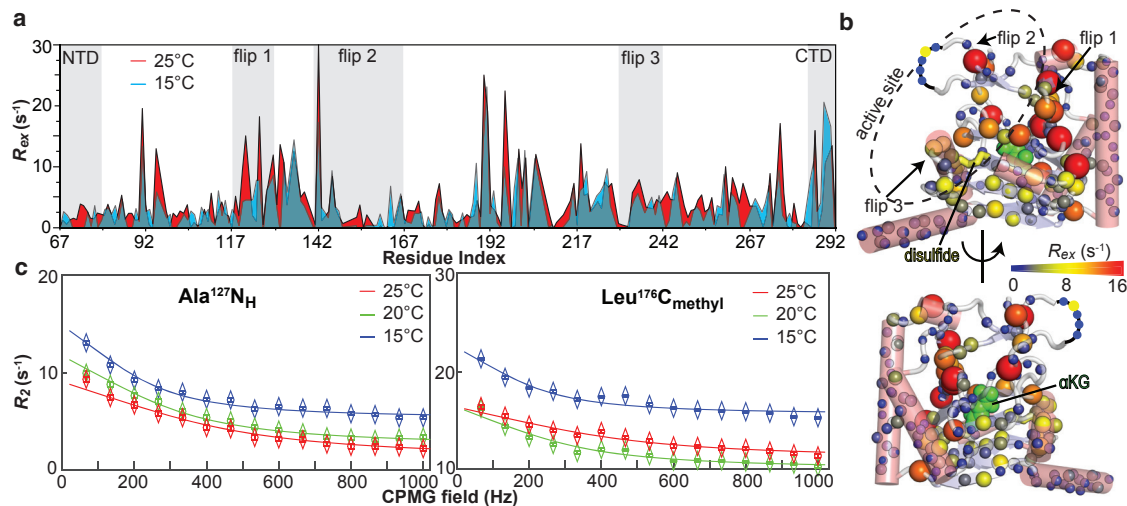 a
30
20
10
0
R_ex (s⁻¹)
NTD
flip 1
flip 2
flip 3
CTD
25°C
15°C
67
92
117
142
167
192
217
242
267
292
Residue Index
b
flip 2
flip 1
active site
flip 3
disulfide
R_ex (s⁻¹)
0
8
16
αKG
c
20
10
0
R₂ (s⁻¹)
Ala¹²⁷N_H
25°C
20°C
15°C
0
200
400
600
800
1000
30
20
10
Leu¹⁷⁶C_methyl
25°C
20°C
15°C
0
200
400
600
800
1000
CPMG field (Hz)